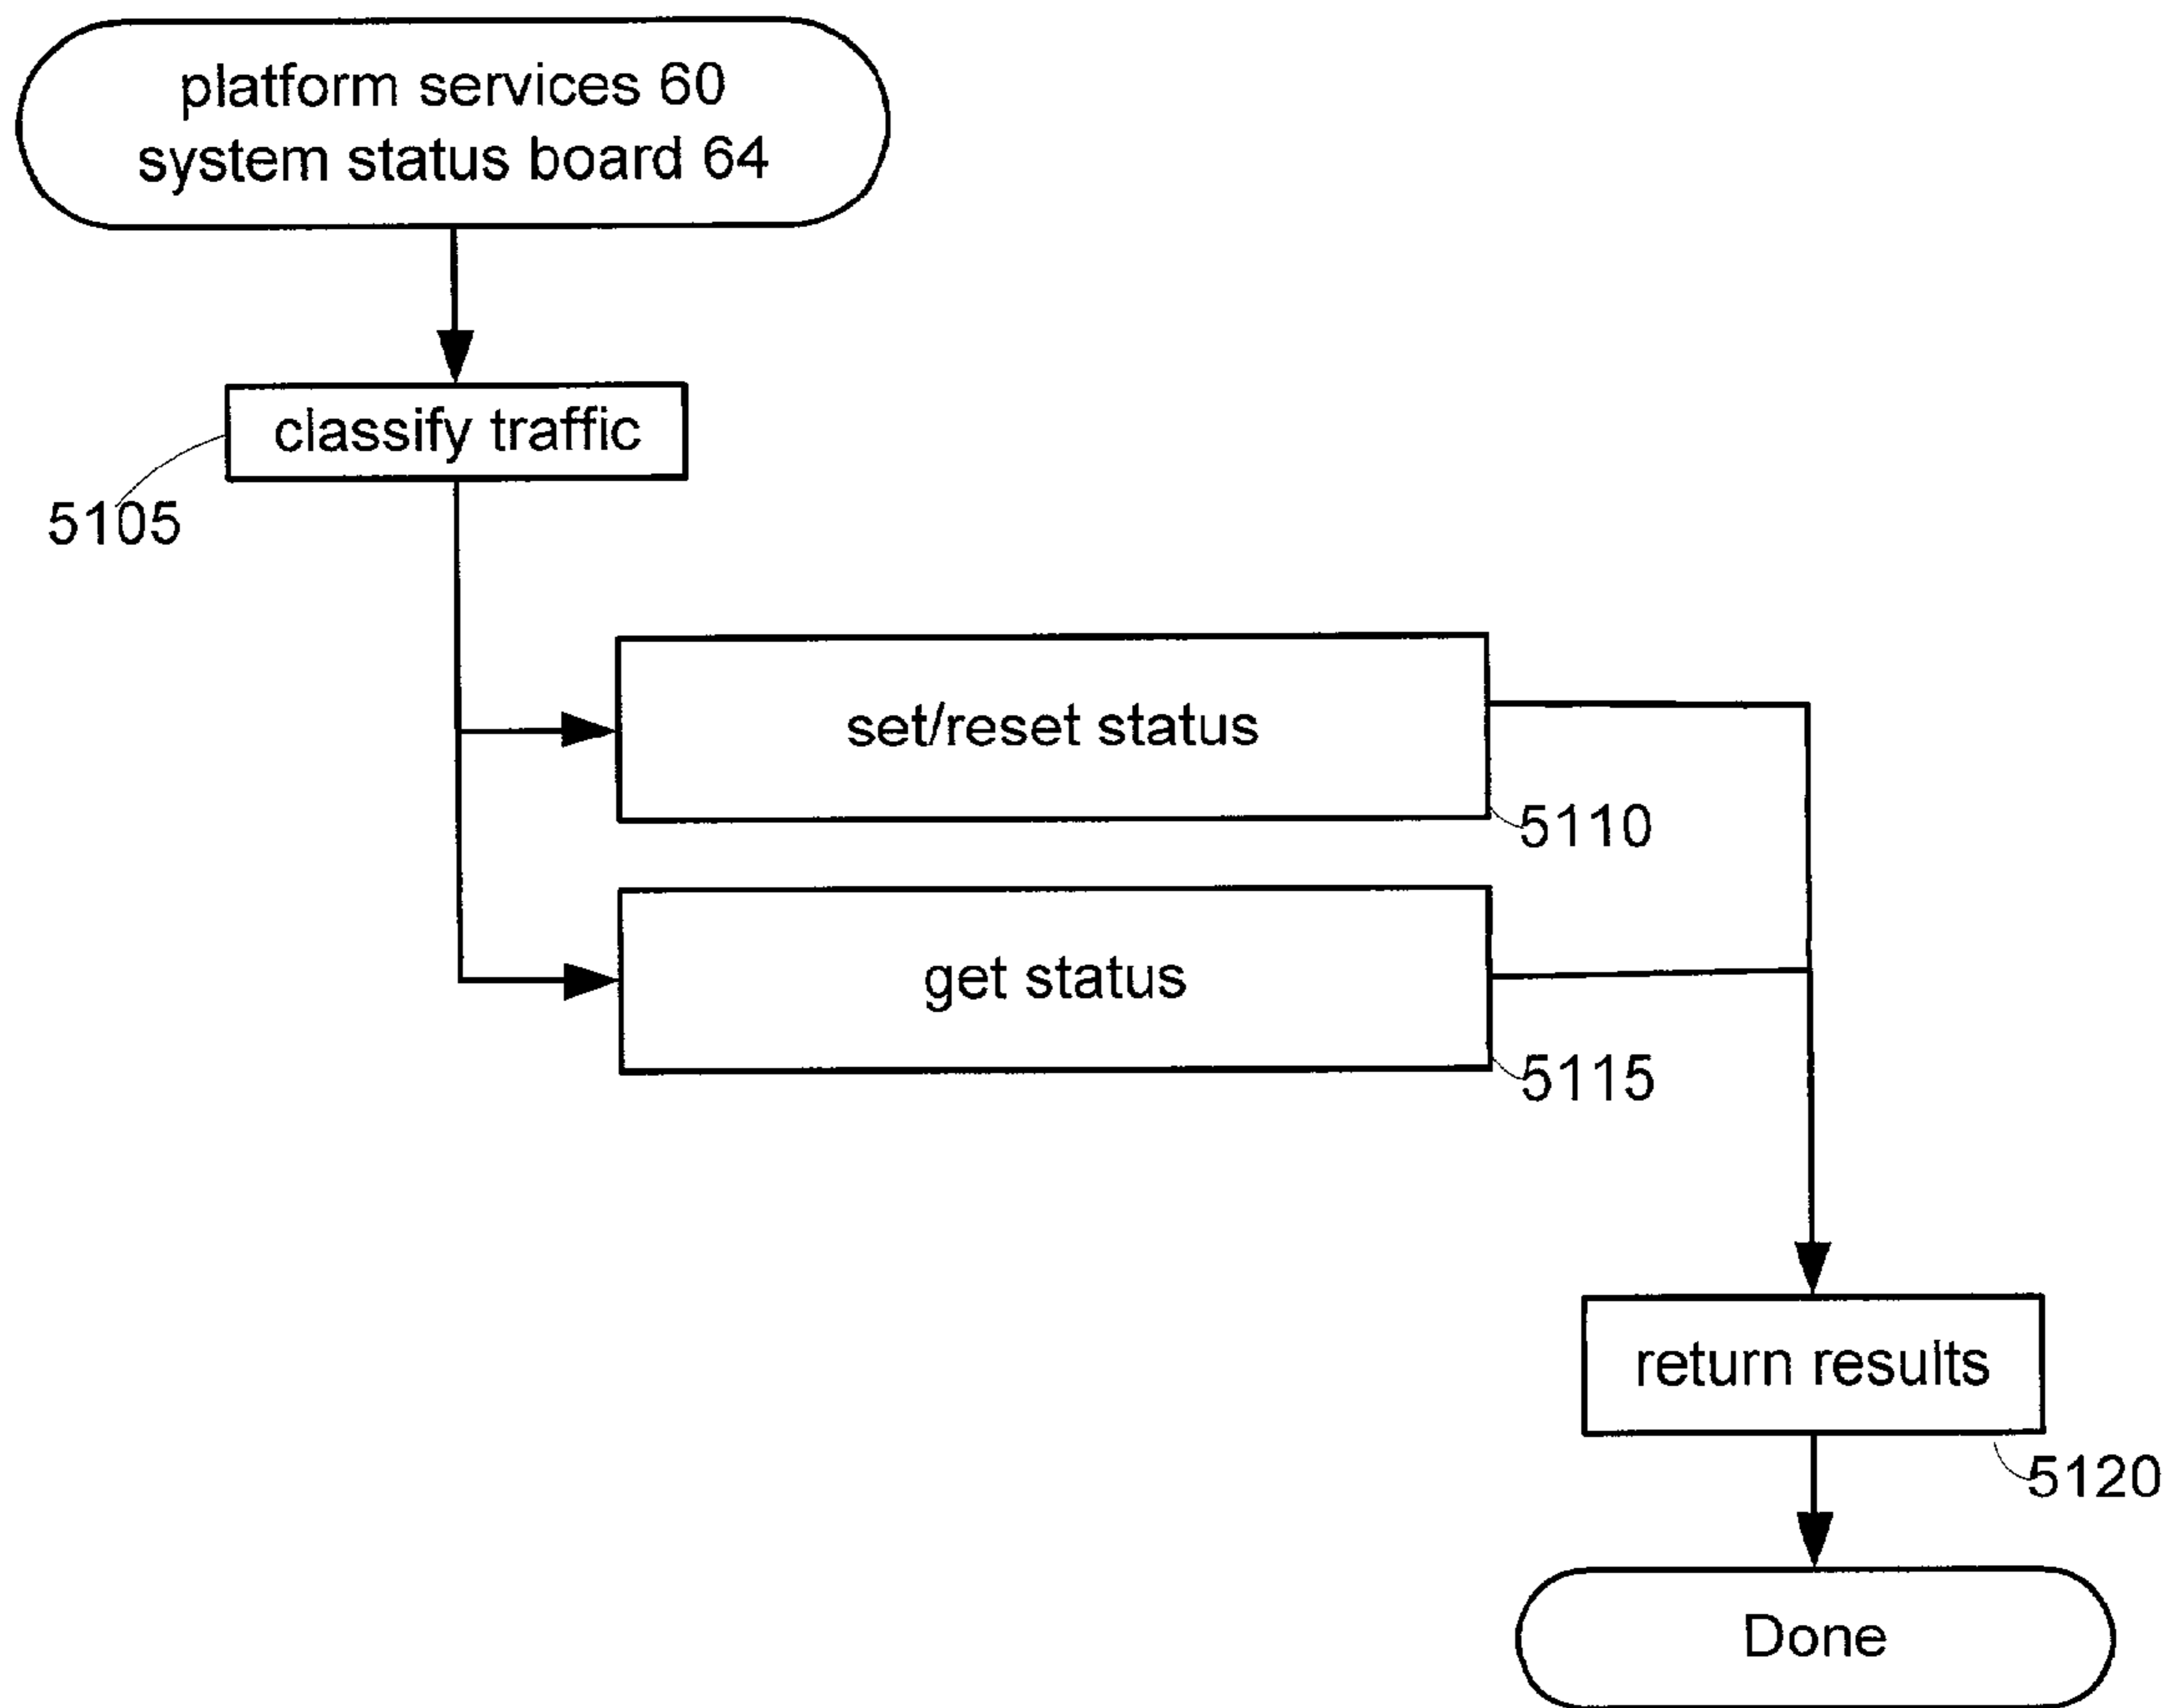 platform services 60
system status board 64
classify traffic
5105
set/reset status
5110
get status
5115
return results
5120
Done